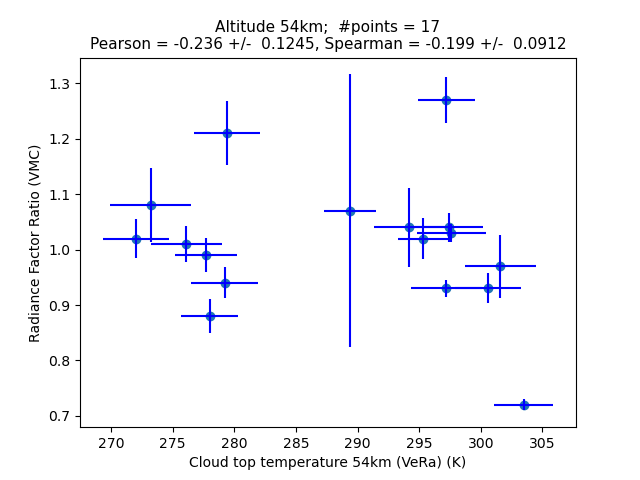 Altitude 54km;  #points = 17
Pearson = -0.236 +/-  0.1245, Spearman = -0.199 +/-  0.0912
1.3
1.2
1.1
1.0
0.9
0.8
0.7
Radiance Factor Ratio (VMC)
270 275 280 285 290 295 300 305
Cloud top temperature 54km (VeRa) (K)